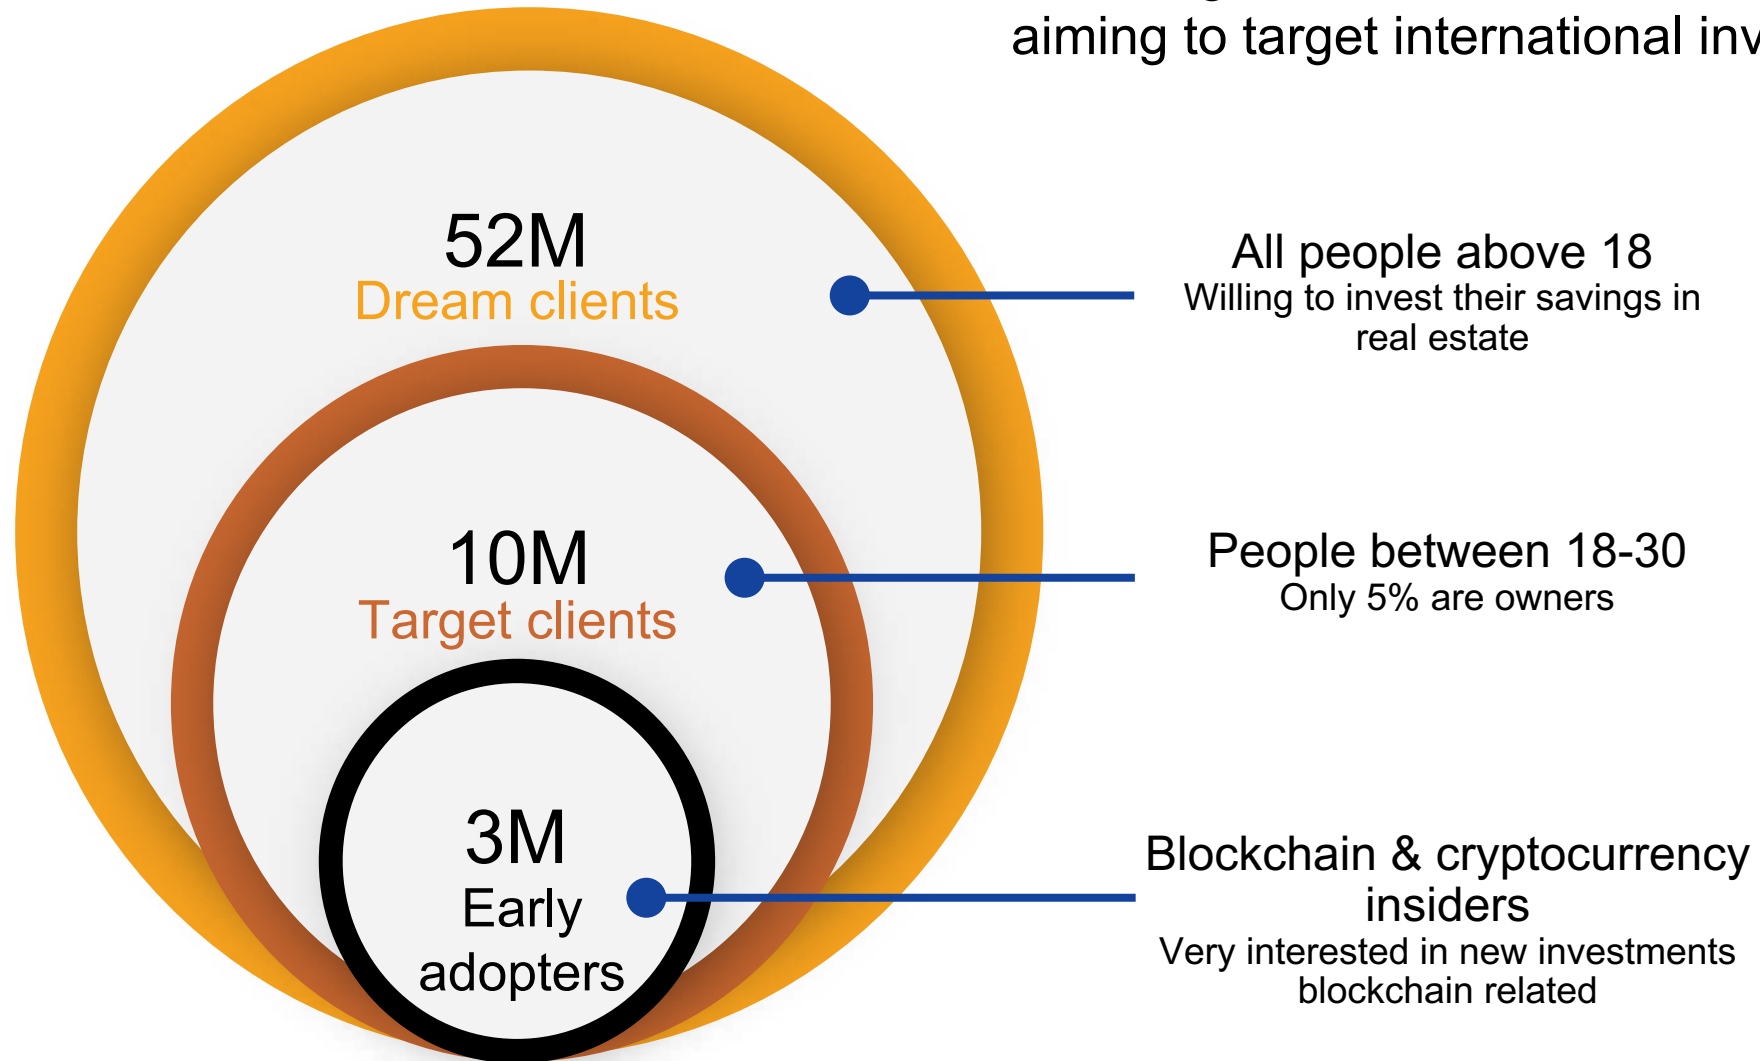 aiming to target international inv
52M
Dream clients
All people above 18
Willing to invest their savings in
real estate
10M
Target clients
People between 18-30
Only 5% are owners
3M
Early
adopters
Blockchain & cryptocurrency
insiders
Very interested in new investments
blockchain related